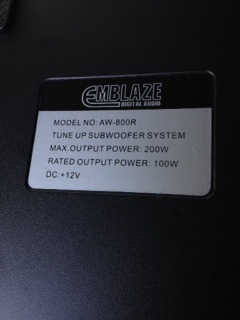 EMBLAZE
DIGITAL AUDIO
MODEL NO: AW-800R
TUNE UP SUBWOOFER SYSTEM
MAX.OUTPUT POWER: 200W
RATED OUTPUT POWER: 100W
DC:+12V